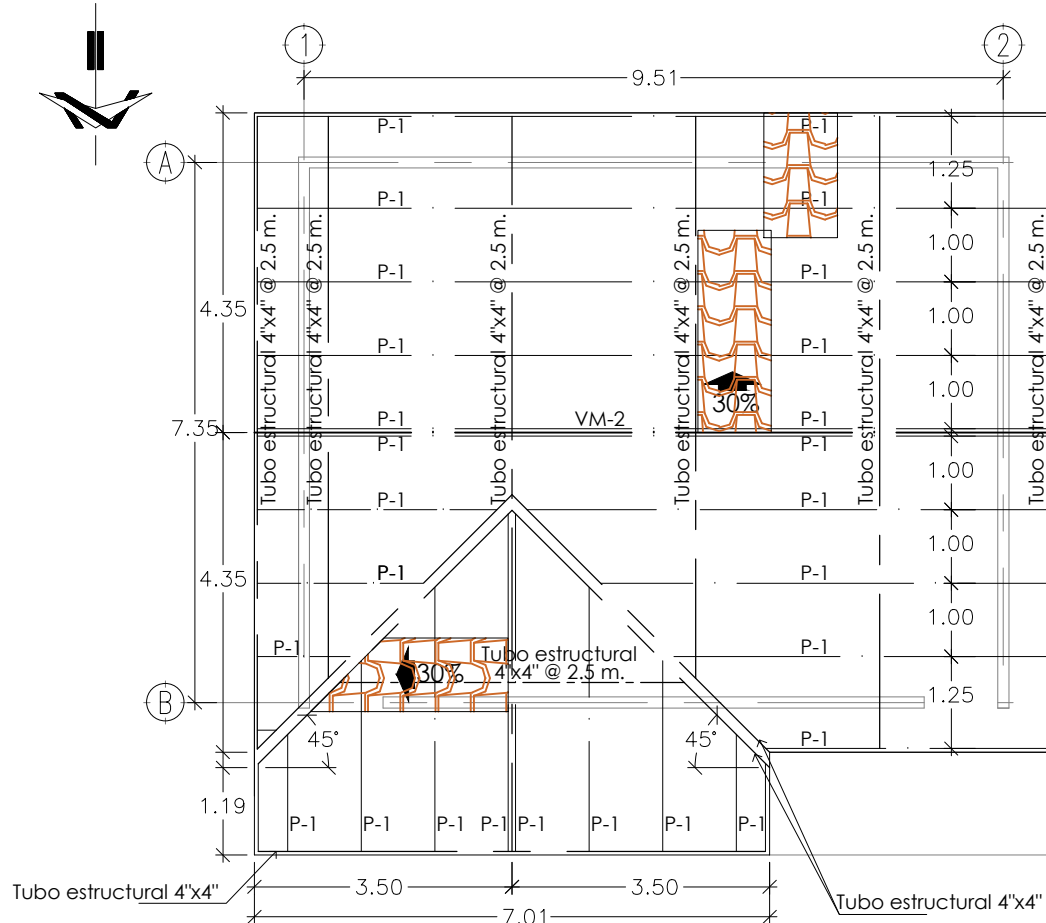 1
2
9.51
P-1
P-1
A
1.25
P-1
P-1
1.00
Tubo estructural 4"x4" @ 2.5 m.
Tubo estructural 4"x4" @ 2.5 m.
Tubo estructural 4"x4" @ 2.5 m.
Tubo estructural 4"x4" @ 2.5 m.
Tubo estructural 4"x4" @ 2.5 m.
Tubo estructural 4"x4" @ 2.5 m.
P-1
P-1
4.35
1.00
P-1
P-1
1.00
30%
7.35
P-1
VM-2
P-1
P-1
P-1
1.00
P-1
P-1
1.00
4.35
P-1
P-1
1.00
P-1
P-1
Tubo estructural
4"x4" @ 2.5 m.
30%
B
1.25
45°
45°
P-1
1.19
P-1
P-1
P-1
P-1
P-1
P-1
P-1
P-1
Tubo estructural 4"x4"
3.50
3.50
Tubo estructural 4"x4"
7.01